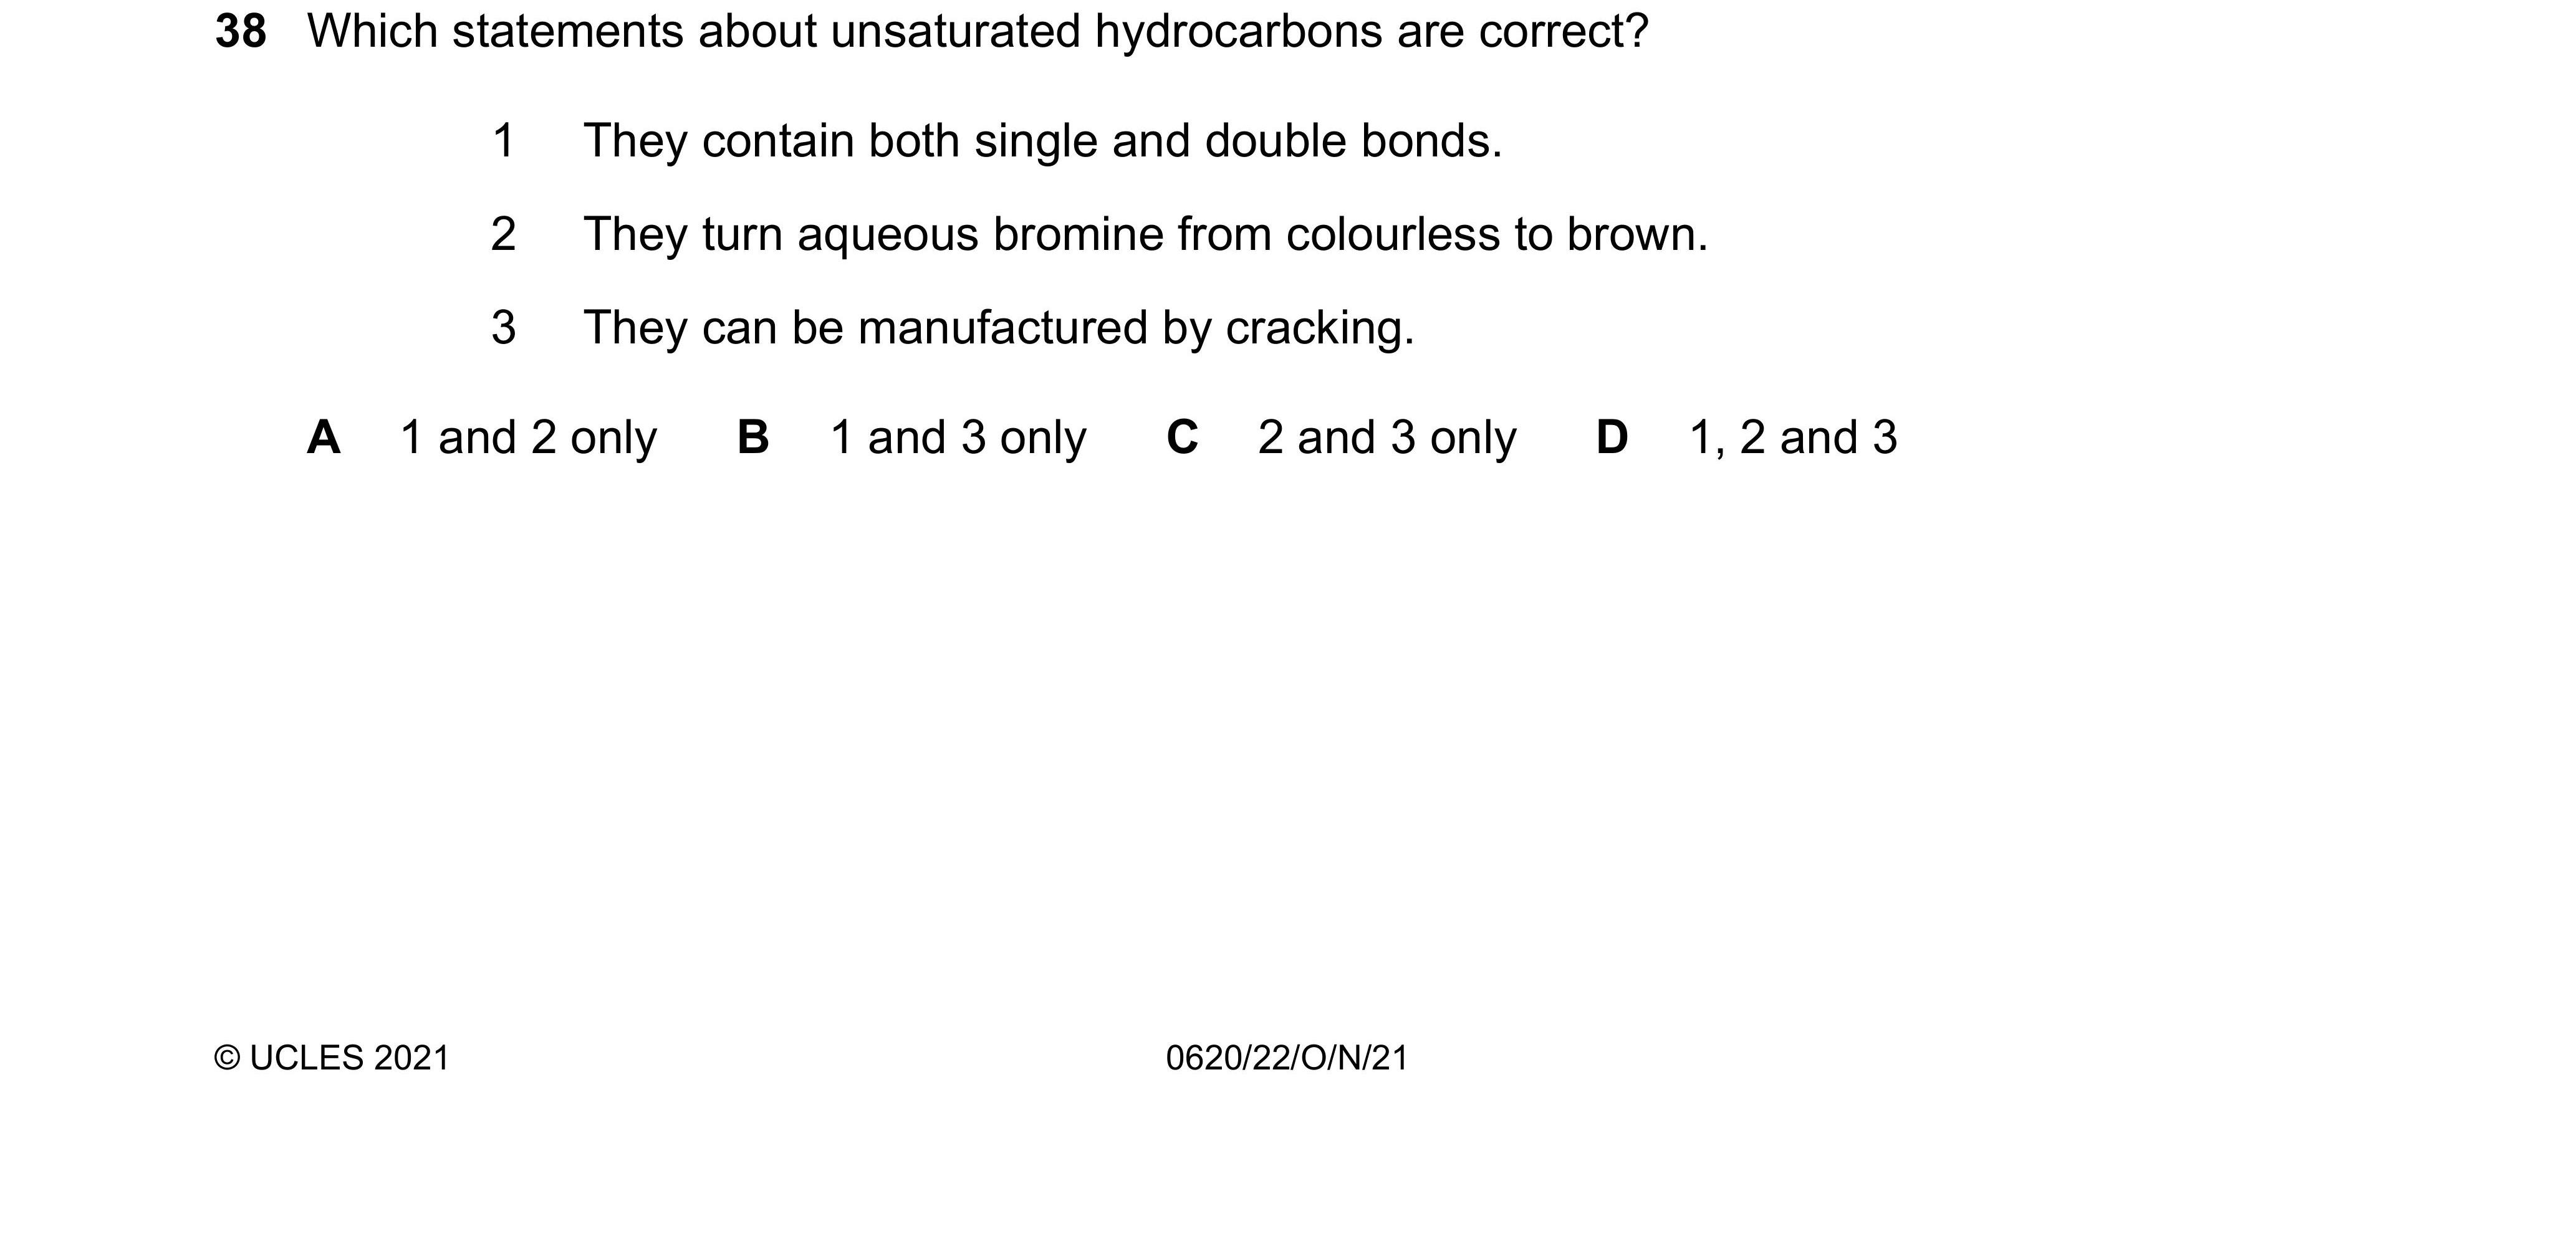 38 Which statements about unsaturated hydrocarbons are correct?
1 They contain both single and double bonds.
2 They turn aqueous bromine from colourless to brown.
3 They can be manufactured by cracking.
A 1 and 2 only B 1 and 3 only C 2 and 3 only D 1, 2 and 3
© UCLES 2021 0620/22/O/N/21